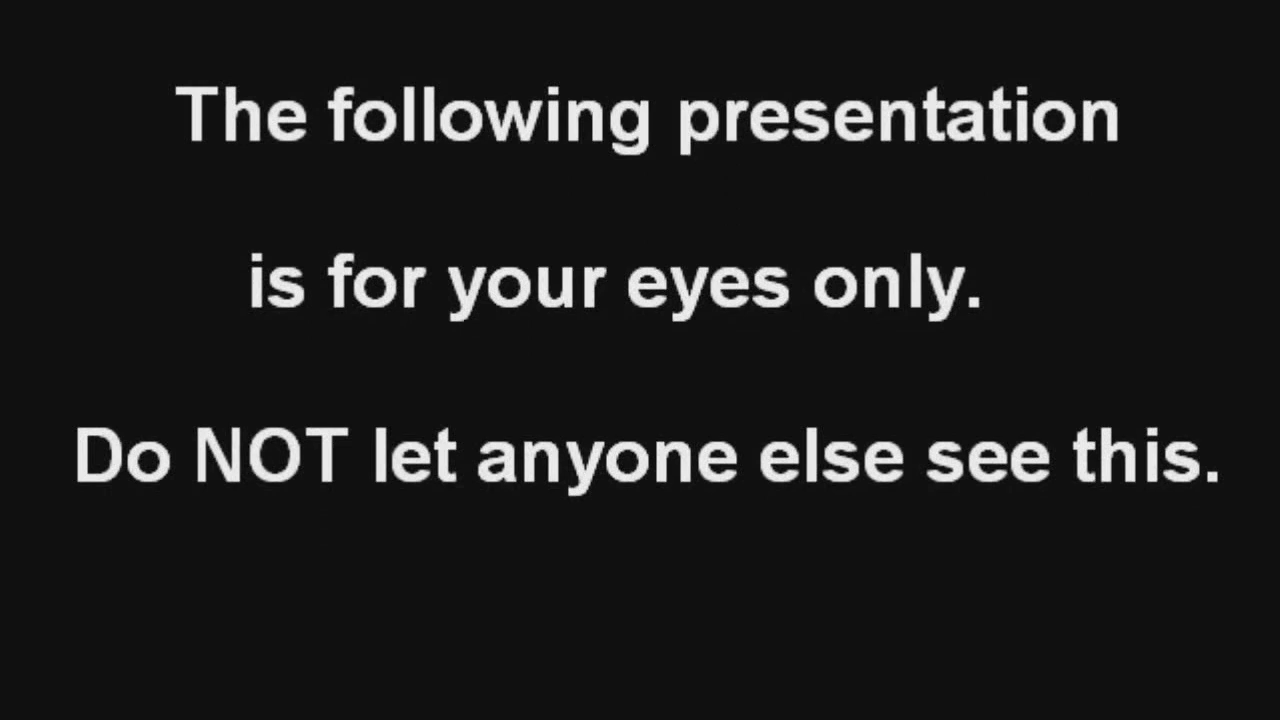 The following presentation
is for your eyes only.
Do NOT let anyone else see this.